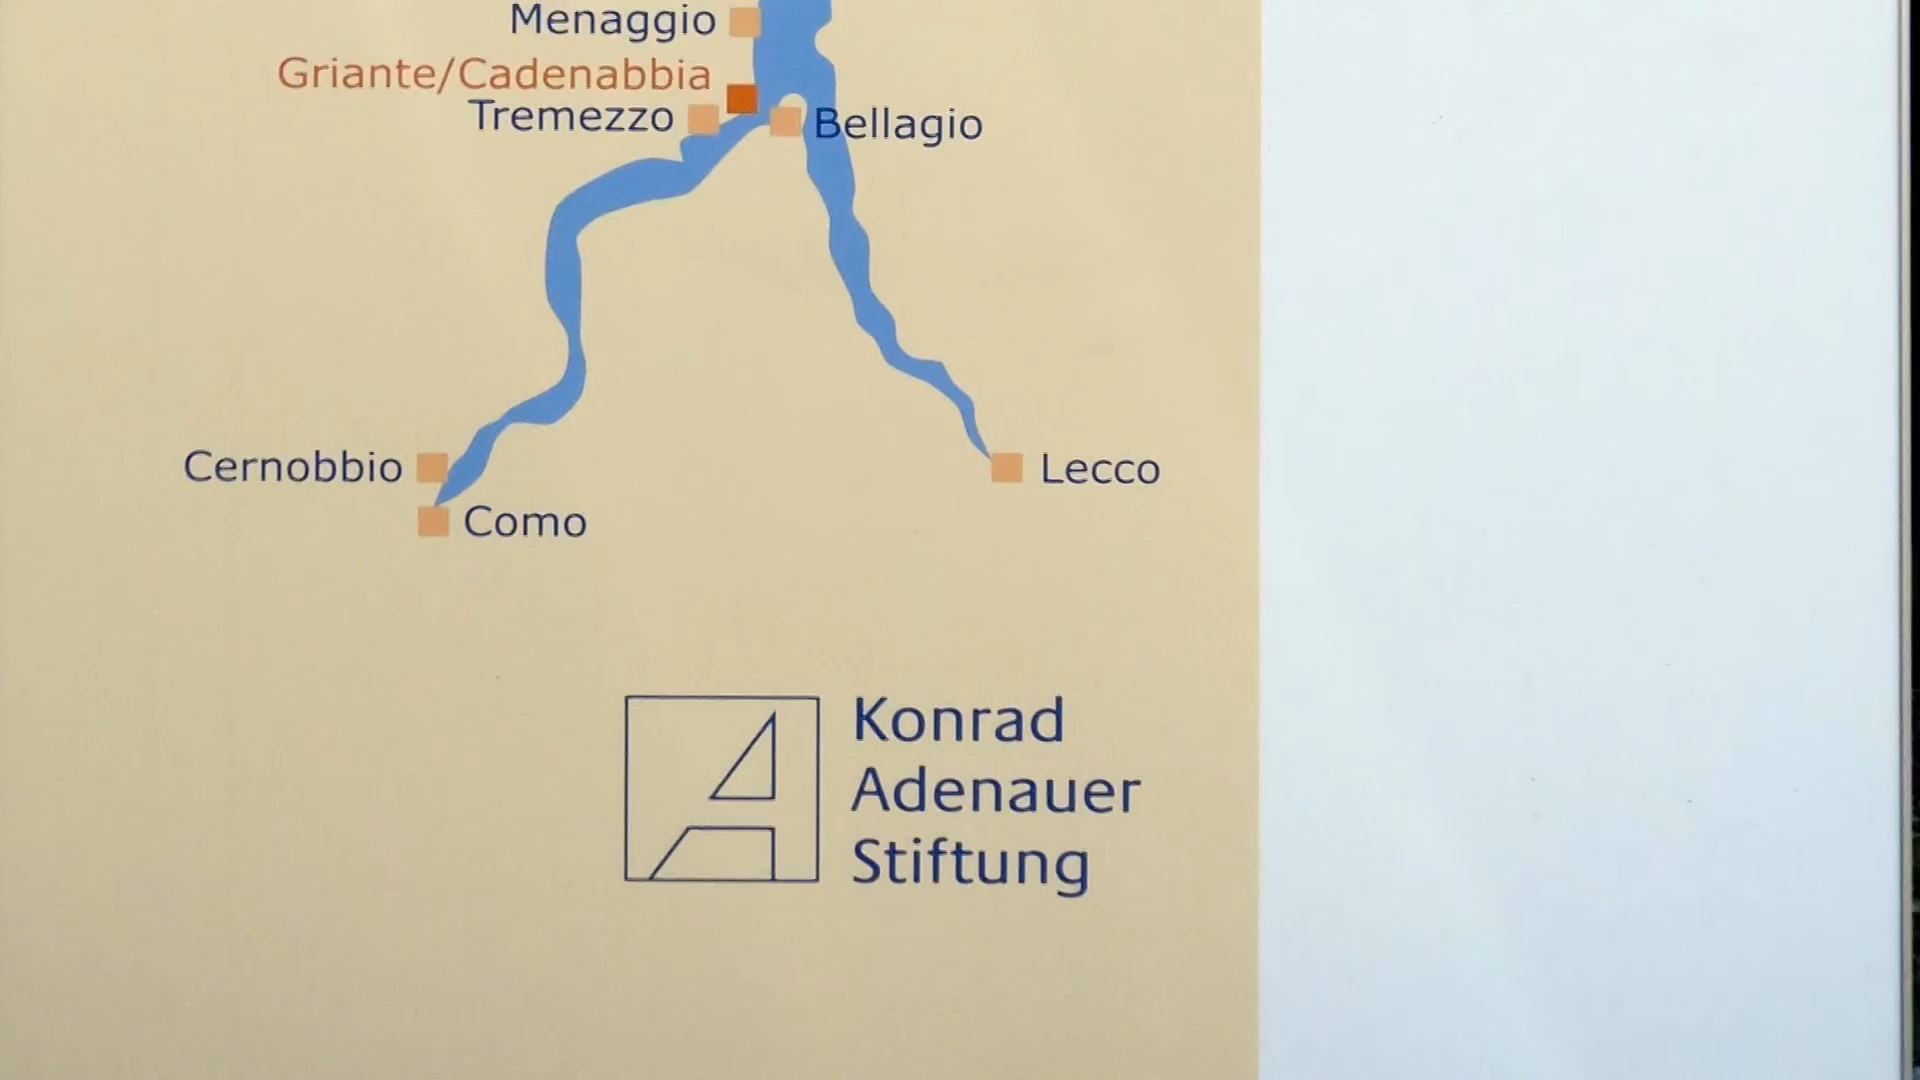 Menaggio
Griante/Cadenabbia
Tremezzo
Bellagio
Cernobbio
Lecco
Como
Konrad
Adenauer
Stiftung